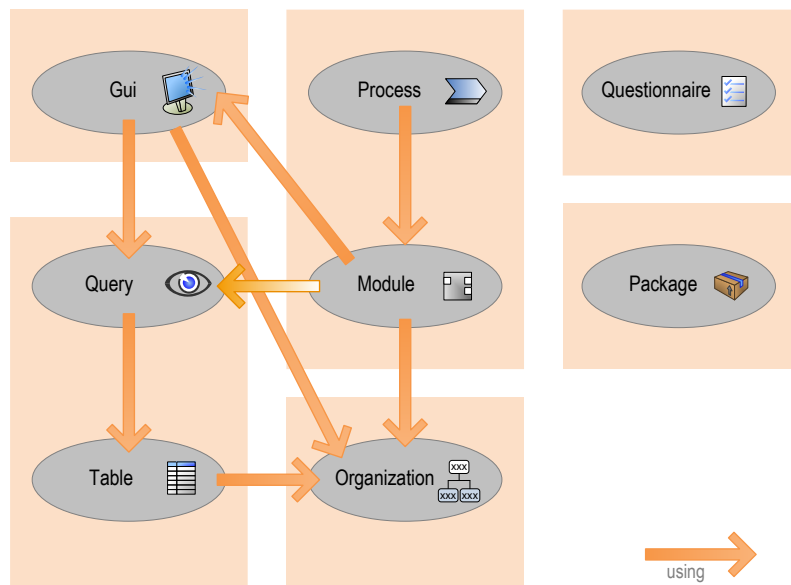 Gui
Process
Questionnaire
Query
Module
Package
Table
Organization
xxx
xxx xxx
using